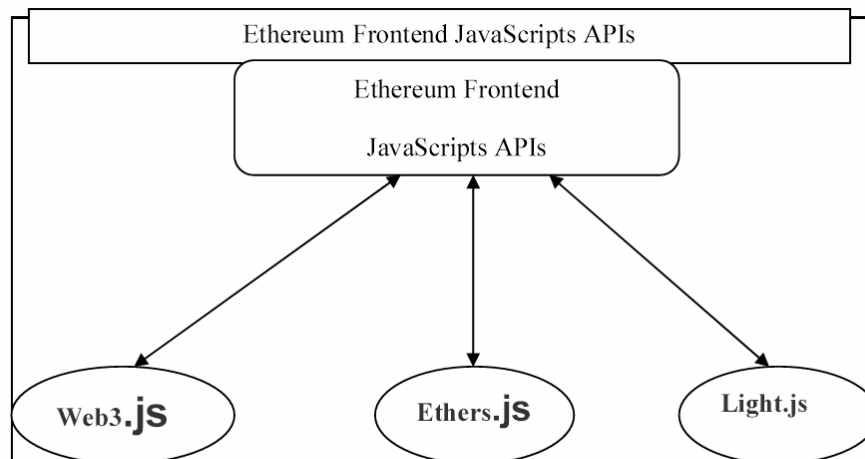 Ethereum Frontend JavaScripts APIs
Ethereum Frontend
JavaScripts APIs
Web3.js
Ethers.js
Light.js